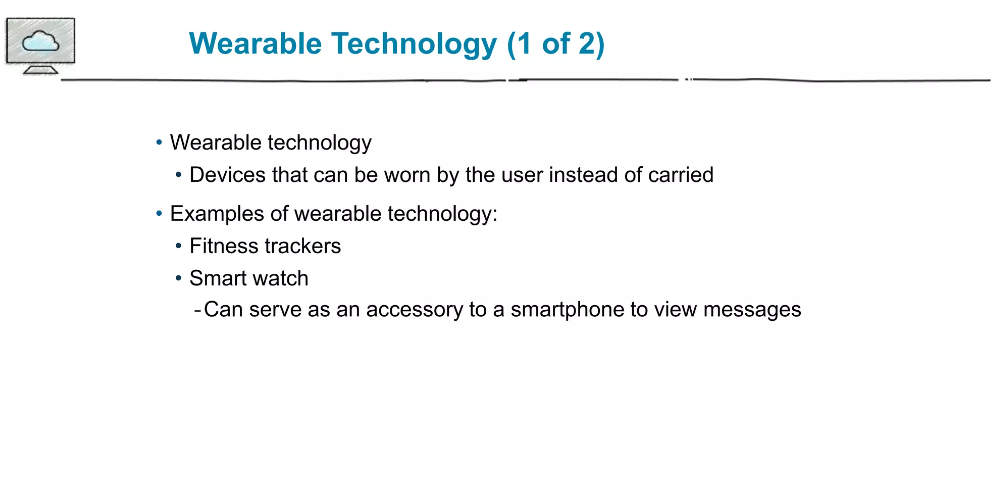 Wearable Technology (1 of 2)
• Wearable technology
• Devices that can be worn by the user instead of carried
• Examples of wearable technology:
• Fitness trackers
• Smart watch
-Can serve as an accessory to a smartphone to view messages